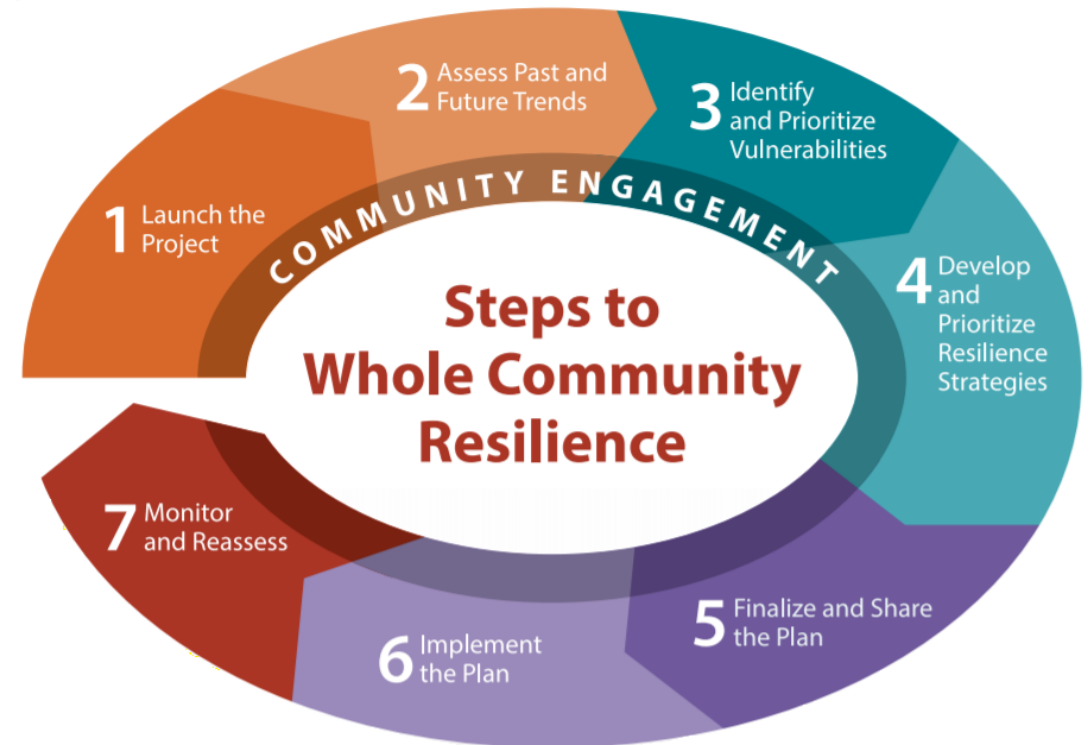 COMMUNITY ENGAGEMENT
Steps to
Whole Community
Resilience
1 Launch the
Project
2 Assess Past and
Future Trends
3 Identify
and Prioritize
Vulnerabilities
4 Develop
and
Prioritize
Resilience
Strategies
5 Finalize and Share
the Plan
6 Implement
the Plan
7 Monitor
and Reassess